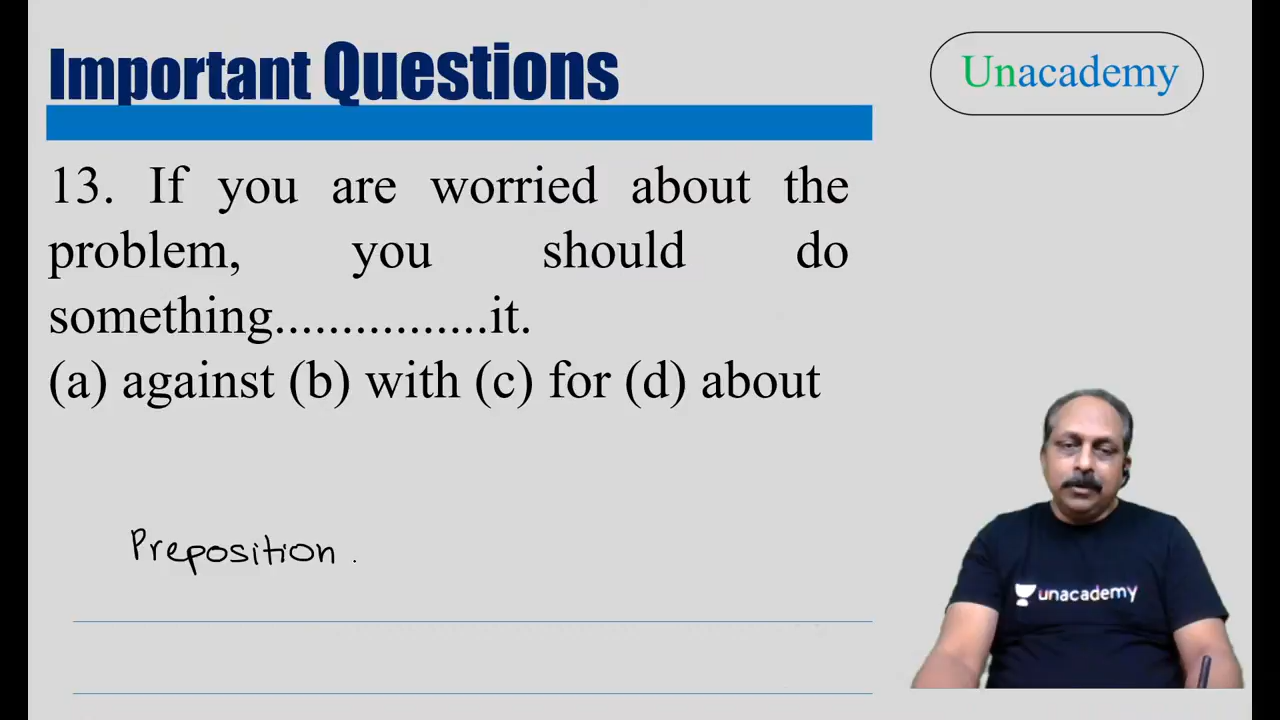 Important Questions
Unacademy
13. If you are worried about the
problem, you should do
something................it.
(a) against (b) with (c) for (d) about
Preposition .
unacademy